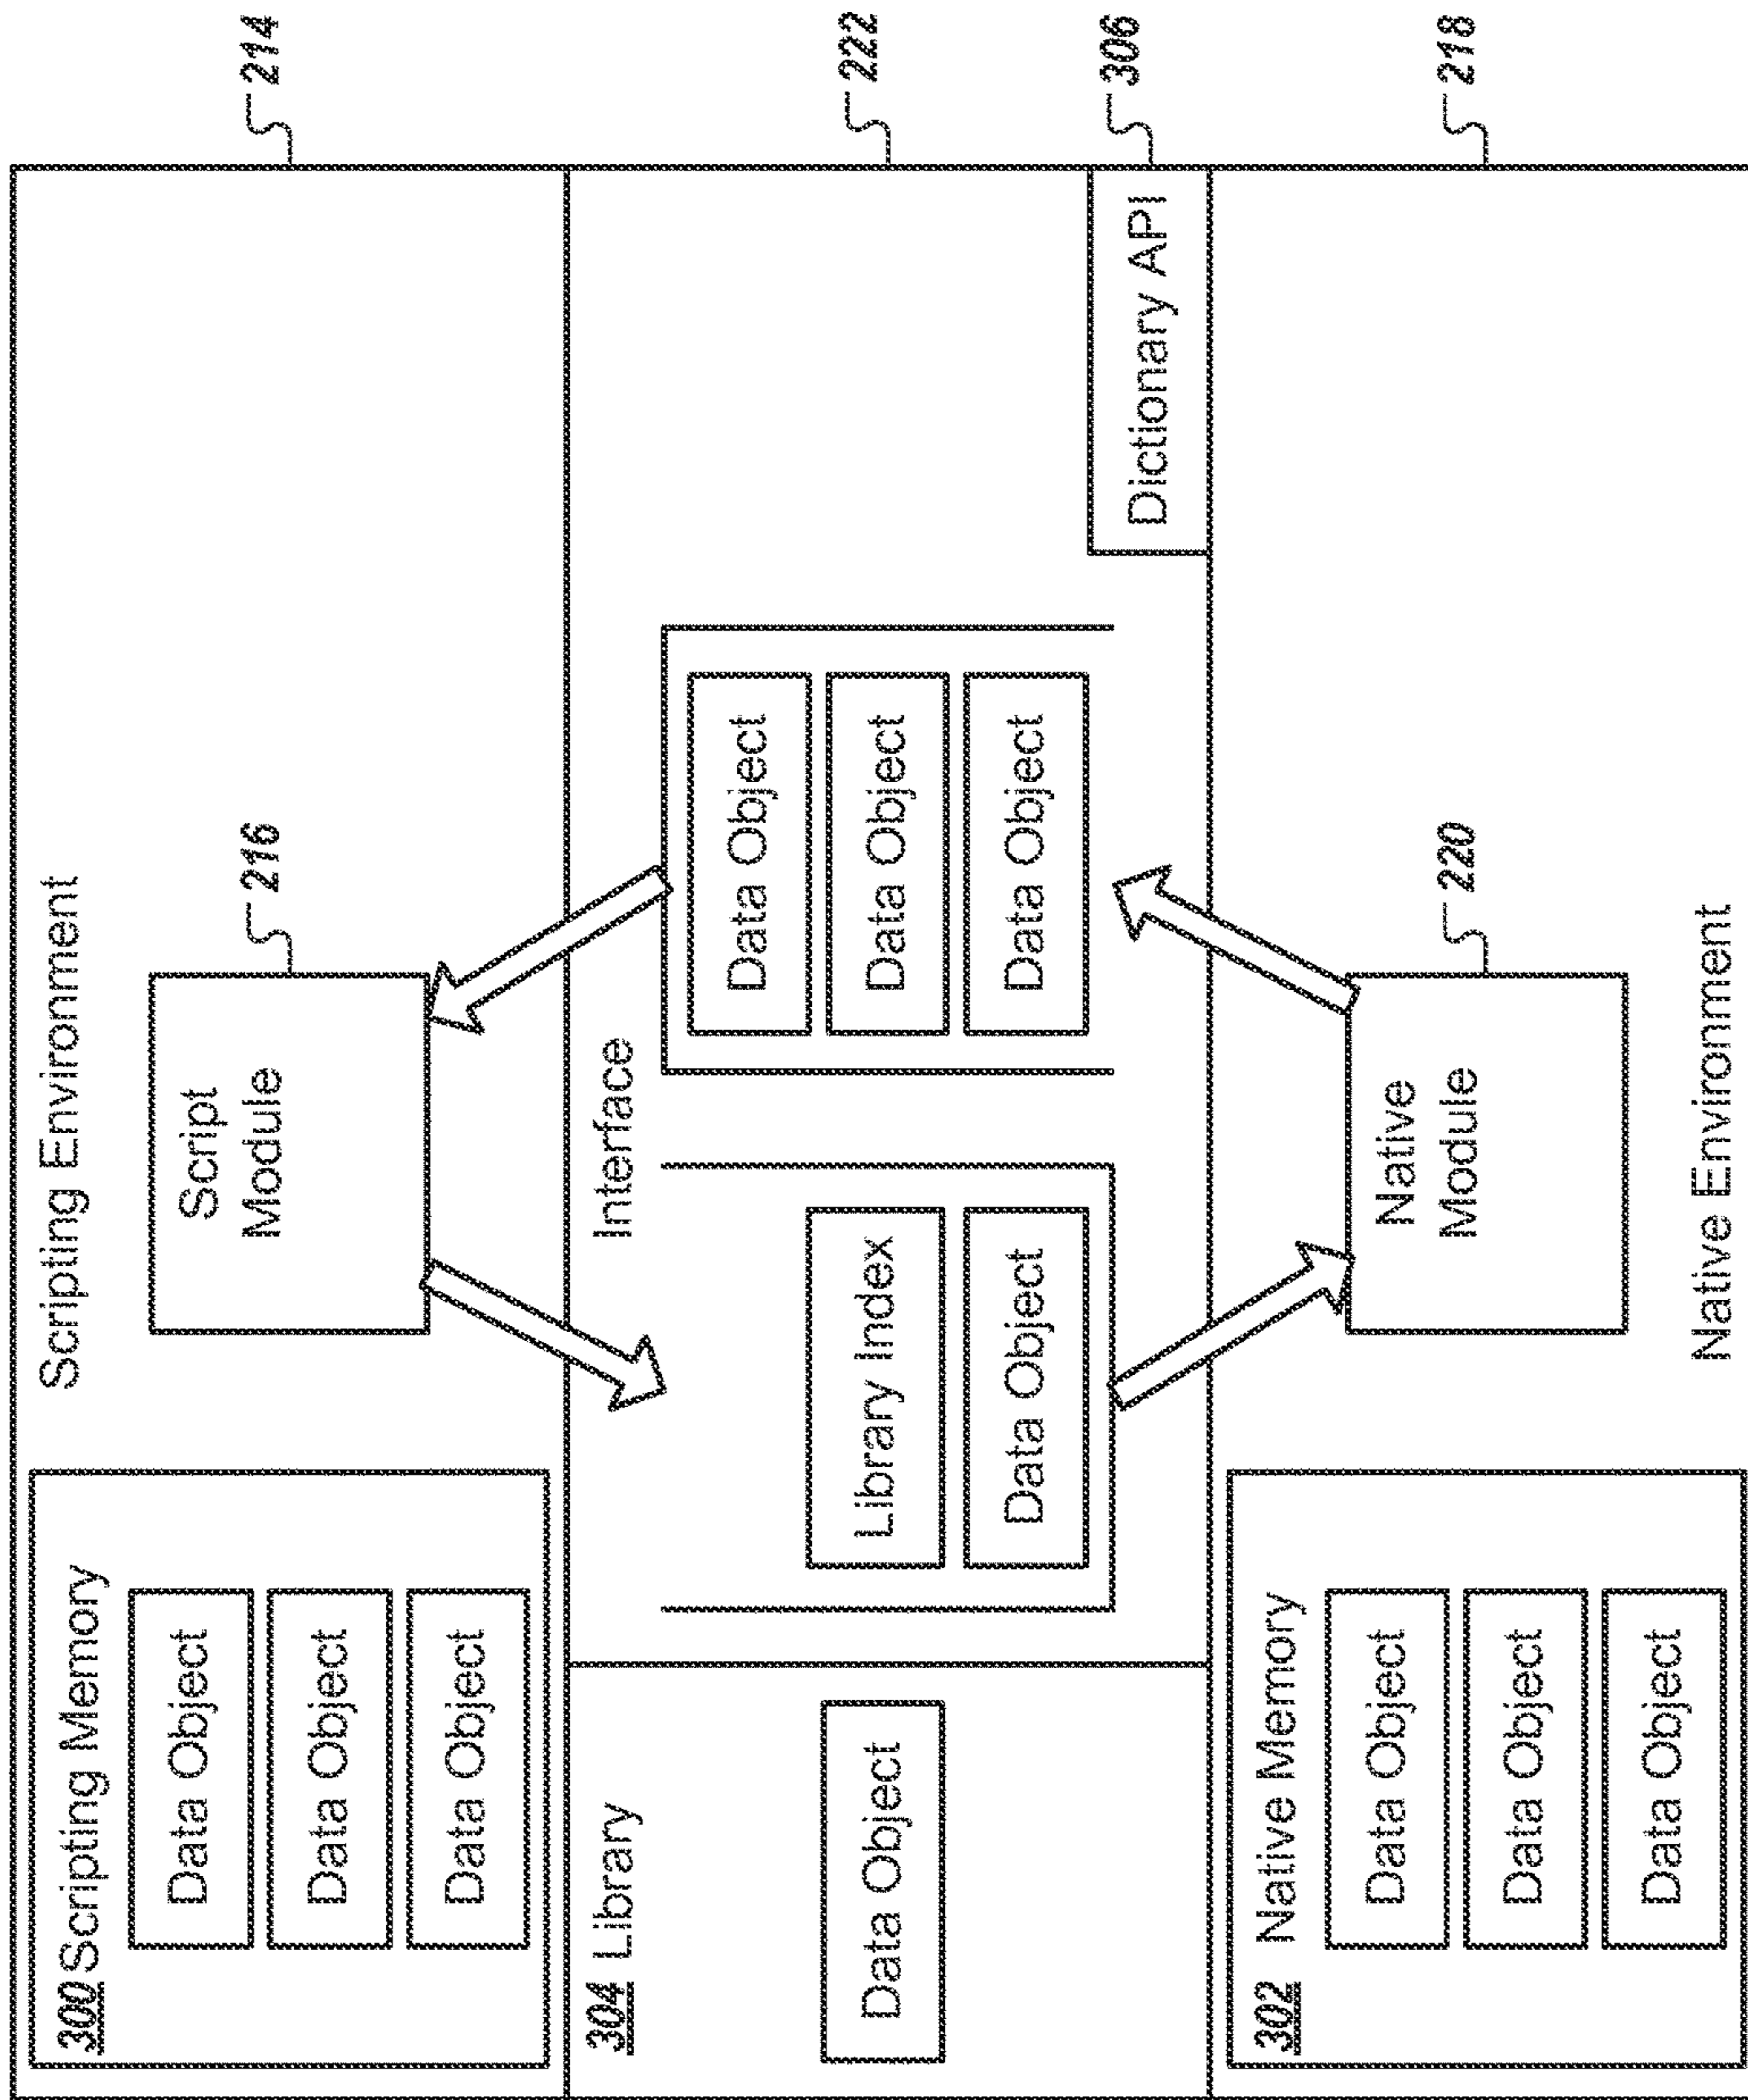 Scripting Environment
214
300 Scripting Memory
Data Object
Data Object
Data Object
Script
Module
216
304 Library
Data Object
Interface
222
Library Index
Data Object
Data Object
Data Object
Data Object
Dictionary API
306
302 Native Memory
Data Object
Data Object
Data Object
Native
Module
220
218
Native Environment